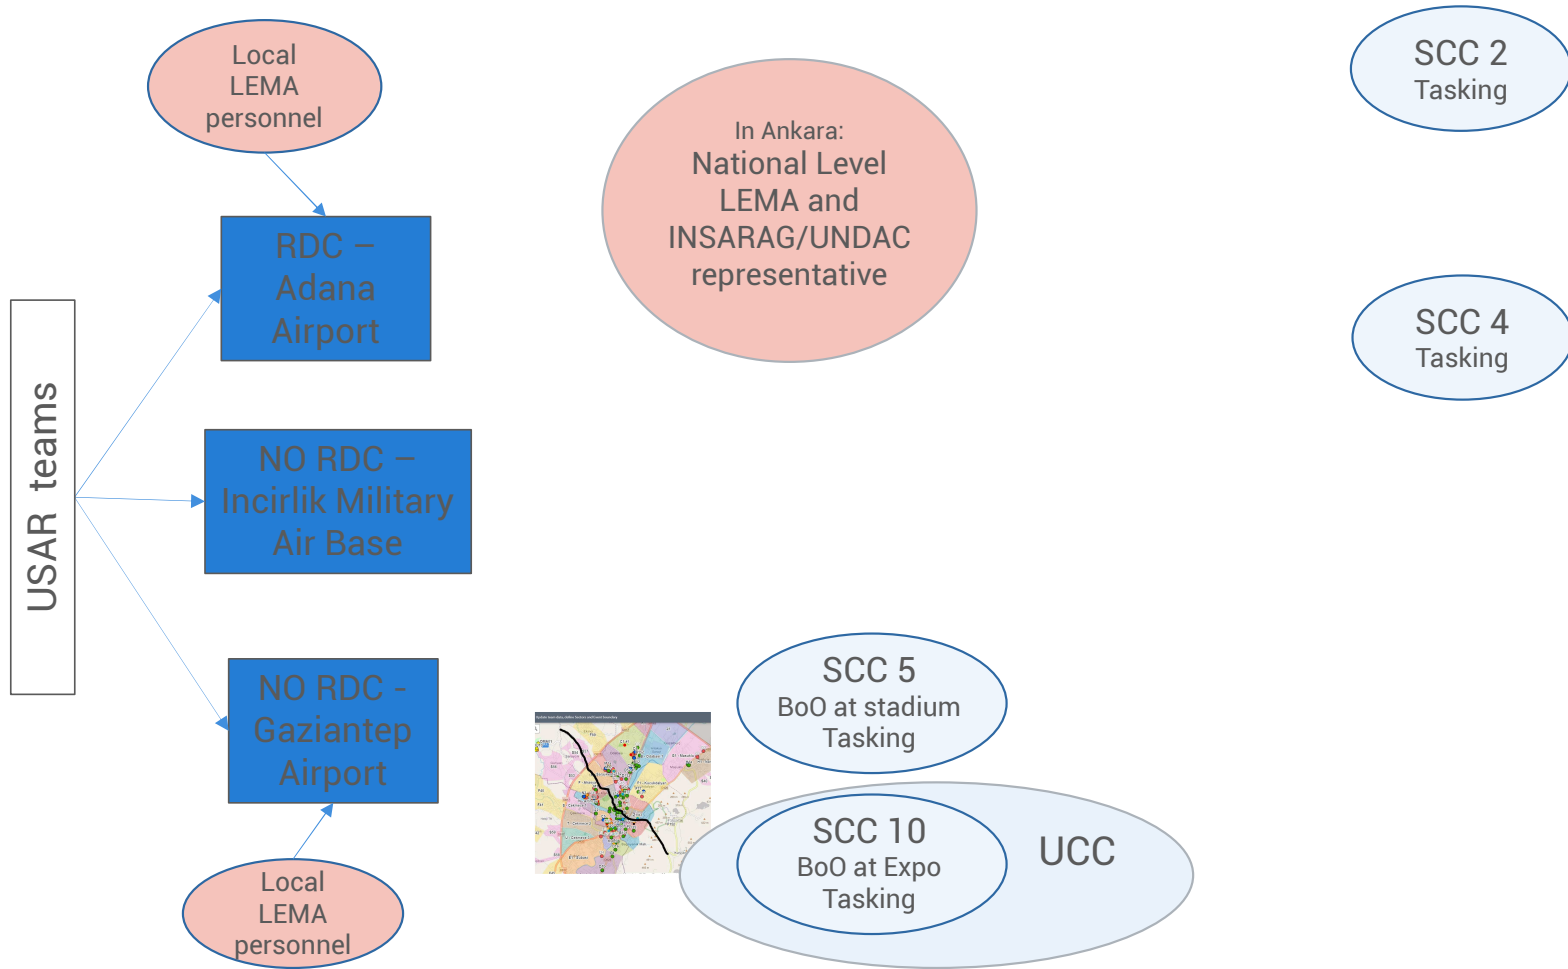 Local
LEMA
personnel
RDC –
Adana
Airport
USAR teams
NO RDC –
Incirlik Military
Air Base
NO RDC -
Gaziantep
Airport
Local
LEMA
personnel
In Ankara:
National Level
LEMA and
INSARAG/UNDAC
representative
SCC 2
Tasking
SCC 4
Tasking
SCC 5
BoO at stadium
Tasking
SCC 10
BoO at Expo
Tasking
UCC